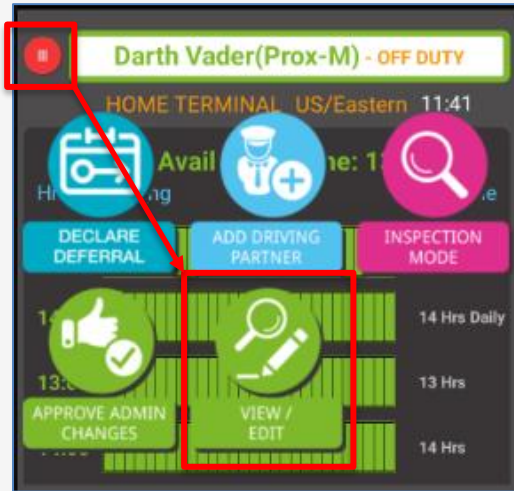 Darth Vader(Prox-M) - OFF DUTY
HOME TERMINAL US/Eastern 11:41
Avail
DECLARE
DEFERRAL
ADD DRIVING
PARTNER
INSPECTION
MODE
14 Hrs Daily
13 Hrs
APPROVE ADMIN
CHANGES
VIEW /
EDIT
14 Hrs